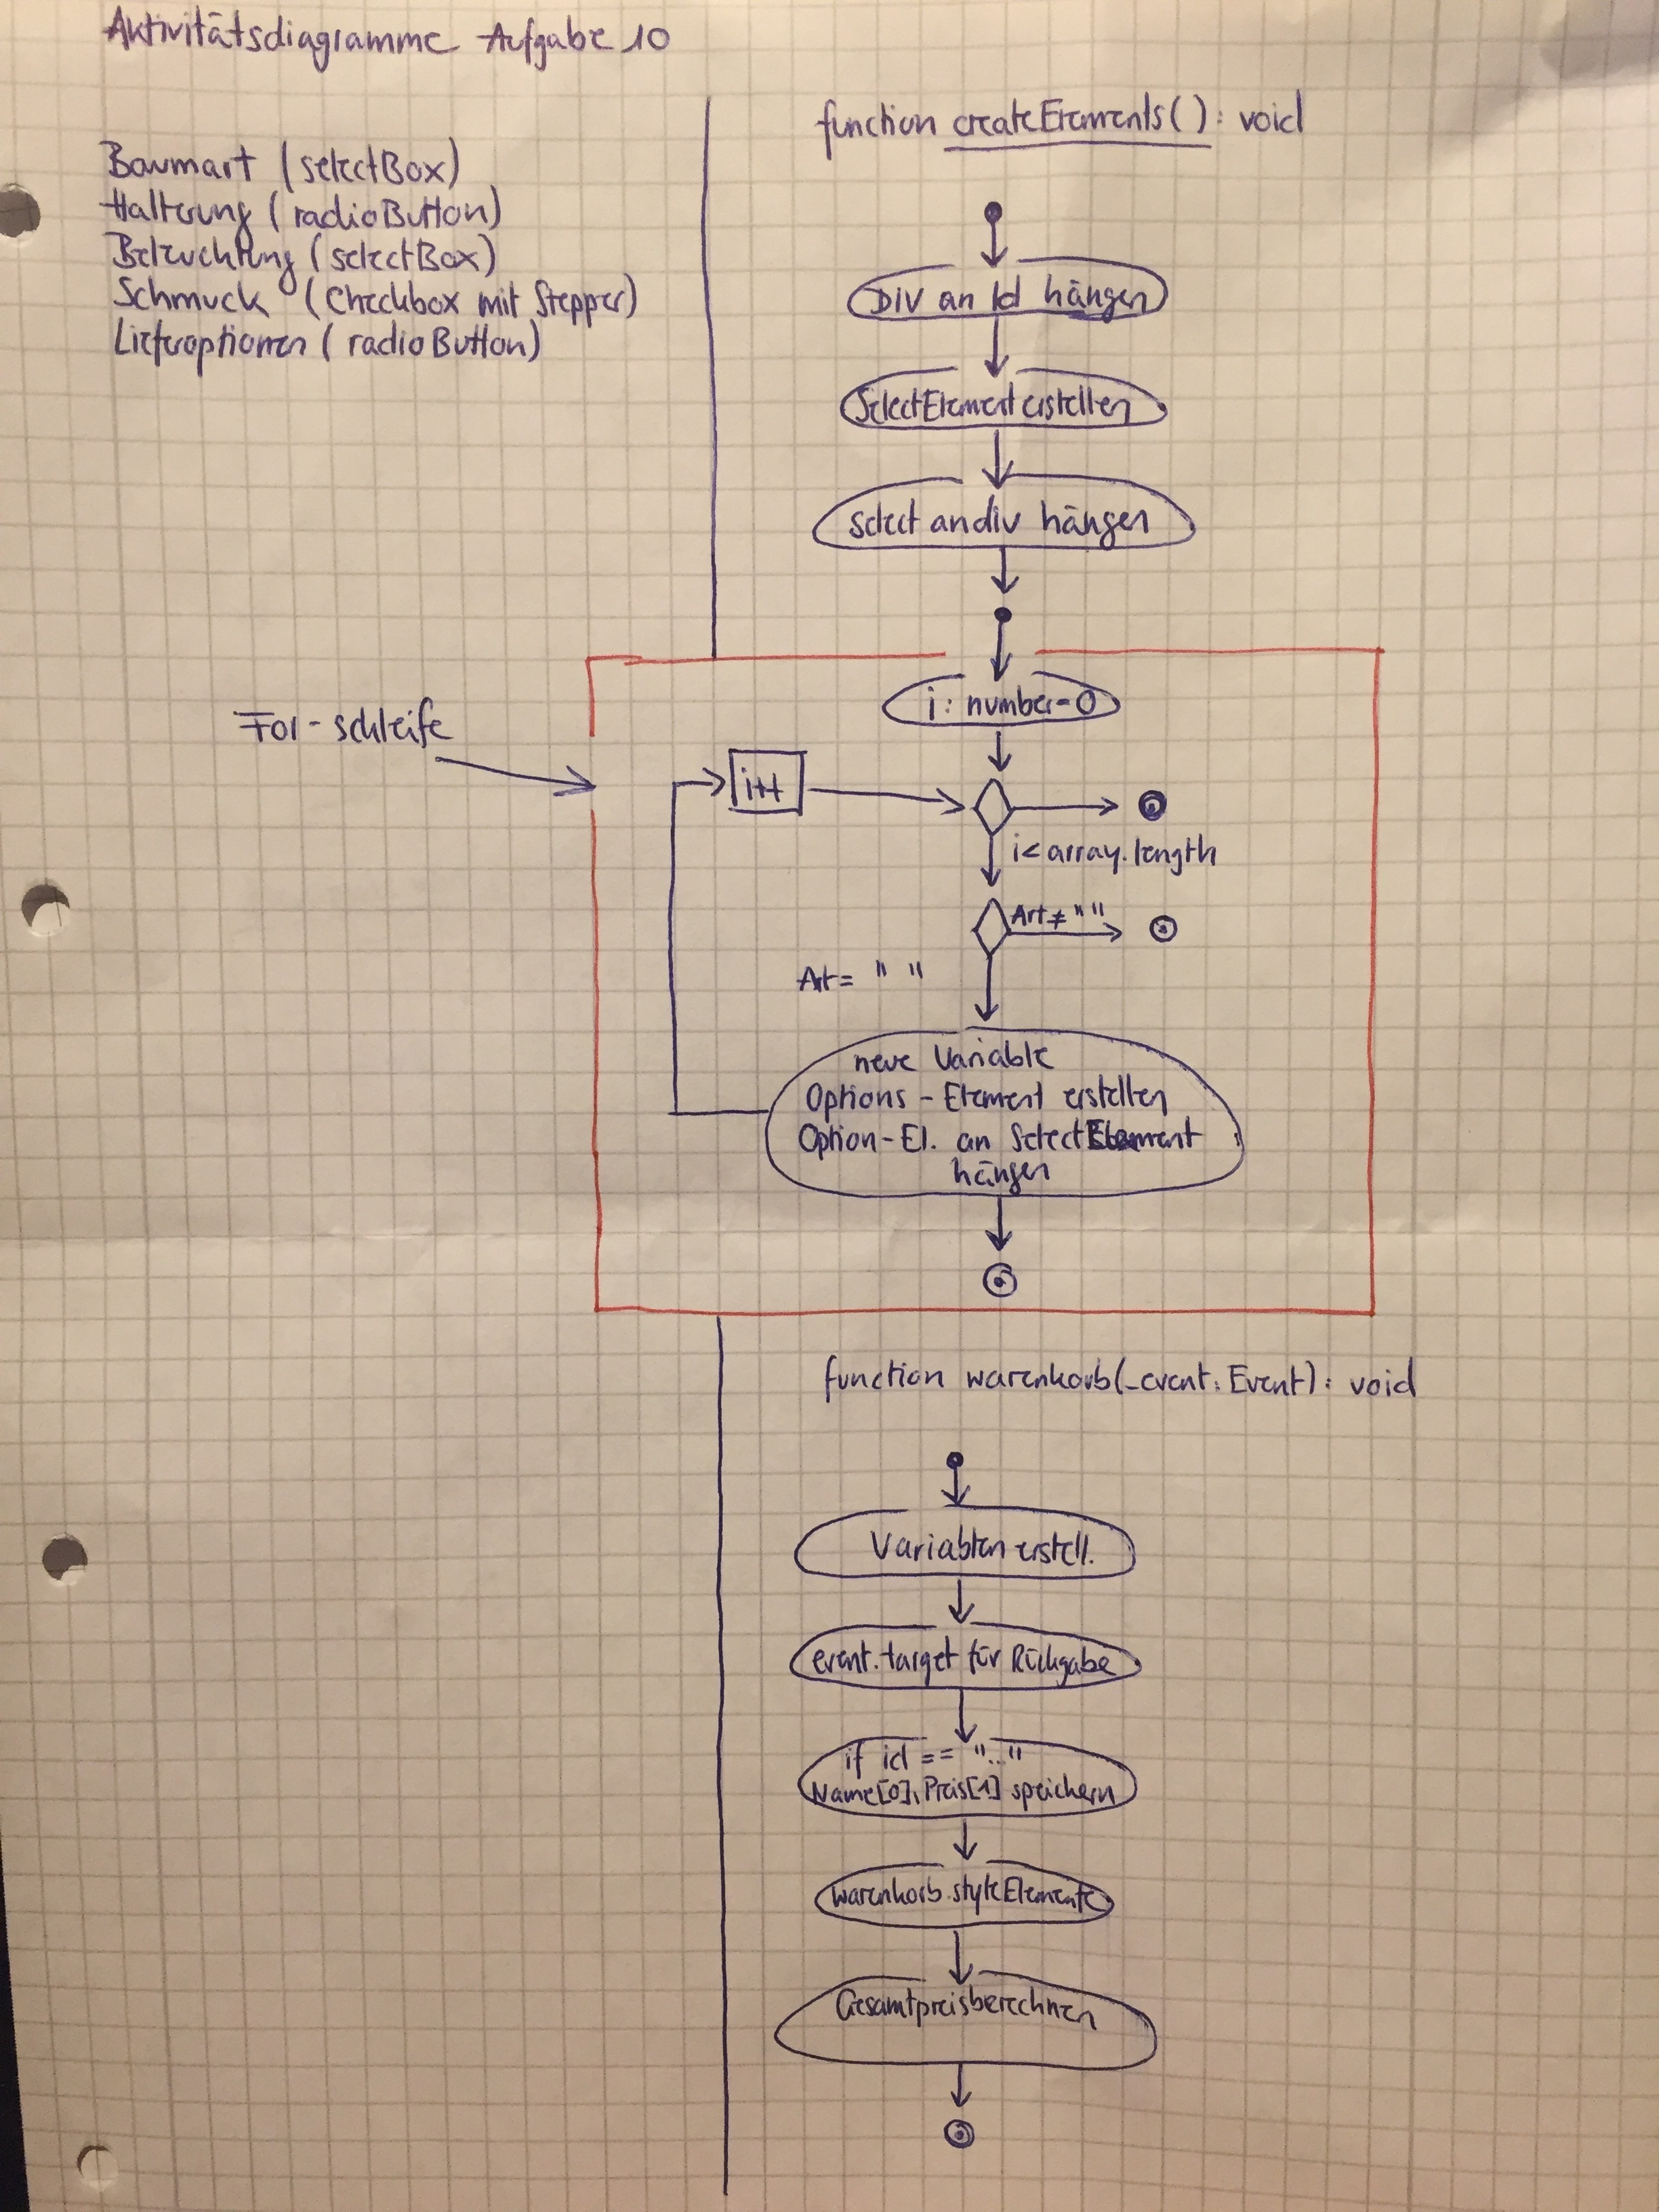 Aktivitätsdiagramme Aufgabe 10
Baumart (selectBox)
Halterung (radioButton)
Beleuchtung (selectBox)
Schmuck (Checkbox mit Stepper)
Lieferoptionen (radioButton)
function createElements() : void
Div an Id hängen
SelectElement erstellen
select an div hängen
For-schleife
i : number = 0
i++
i < array.length
Art ≠ " "
Art = " "
neue Variable
Options - Element erstellen
Option-El. an SelectElement
hängen
function warenkorb(_event: Event): void
Variablen erstell.
event.target für Rückgabe
if id == "..."
Name[0], Preis[1] speichern
warenkorb.styleElemente
Gesamtpreisberechnen